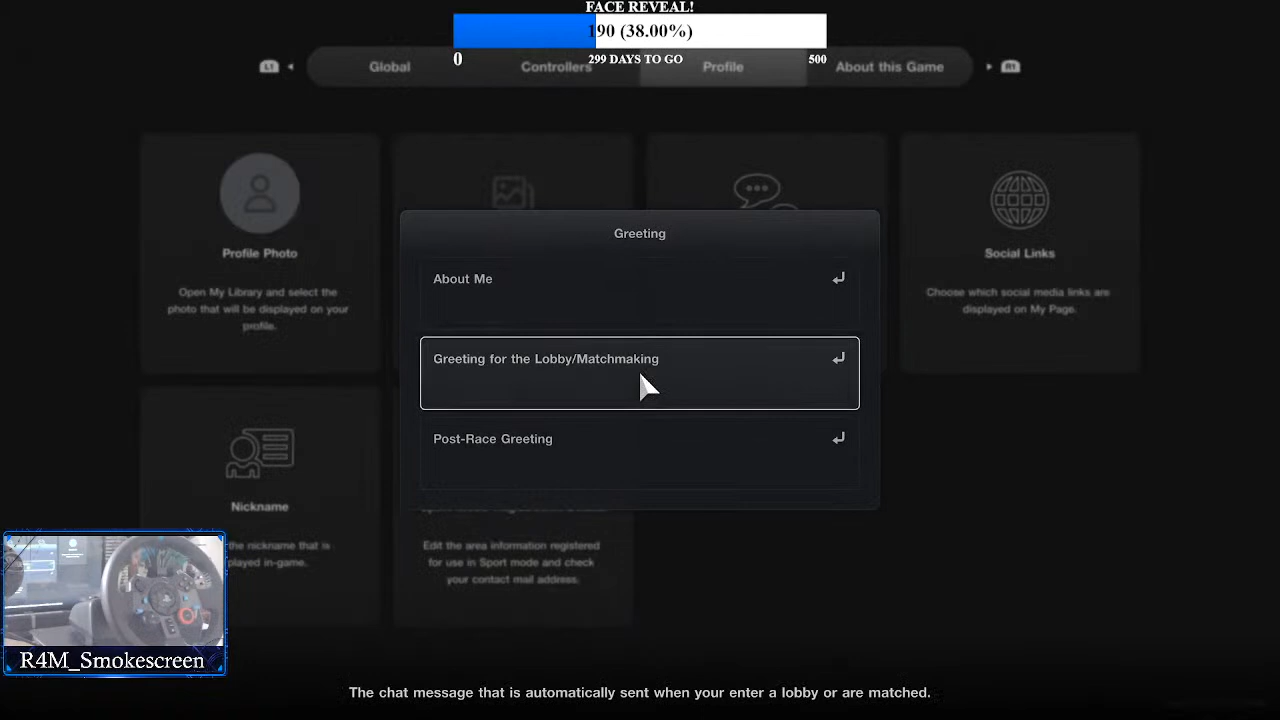 FACE REVEAL!
190 (38.00%)
0
299 DAYS TO GO
500
L1
Global
Controllers
Profile
About this Game
R1
Profile Photo
Open My Library and select the
photo that will be displayed on your
profile.
Social Links
Choose which social media links are
displayed on My Page.
Greeting
About Me
Greeting for the Lobby/Matchmaking
Post-Race Greeting
Nickname
the nickname that is
played in-game.
Edit the area information registered
for use in Sport mode and check
your contact mail address.
R4M_Smokescreen
The chat message that is automatically sent when your enter a lobby or are matched.